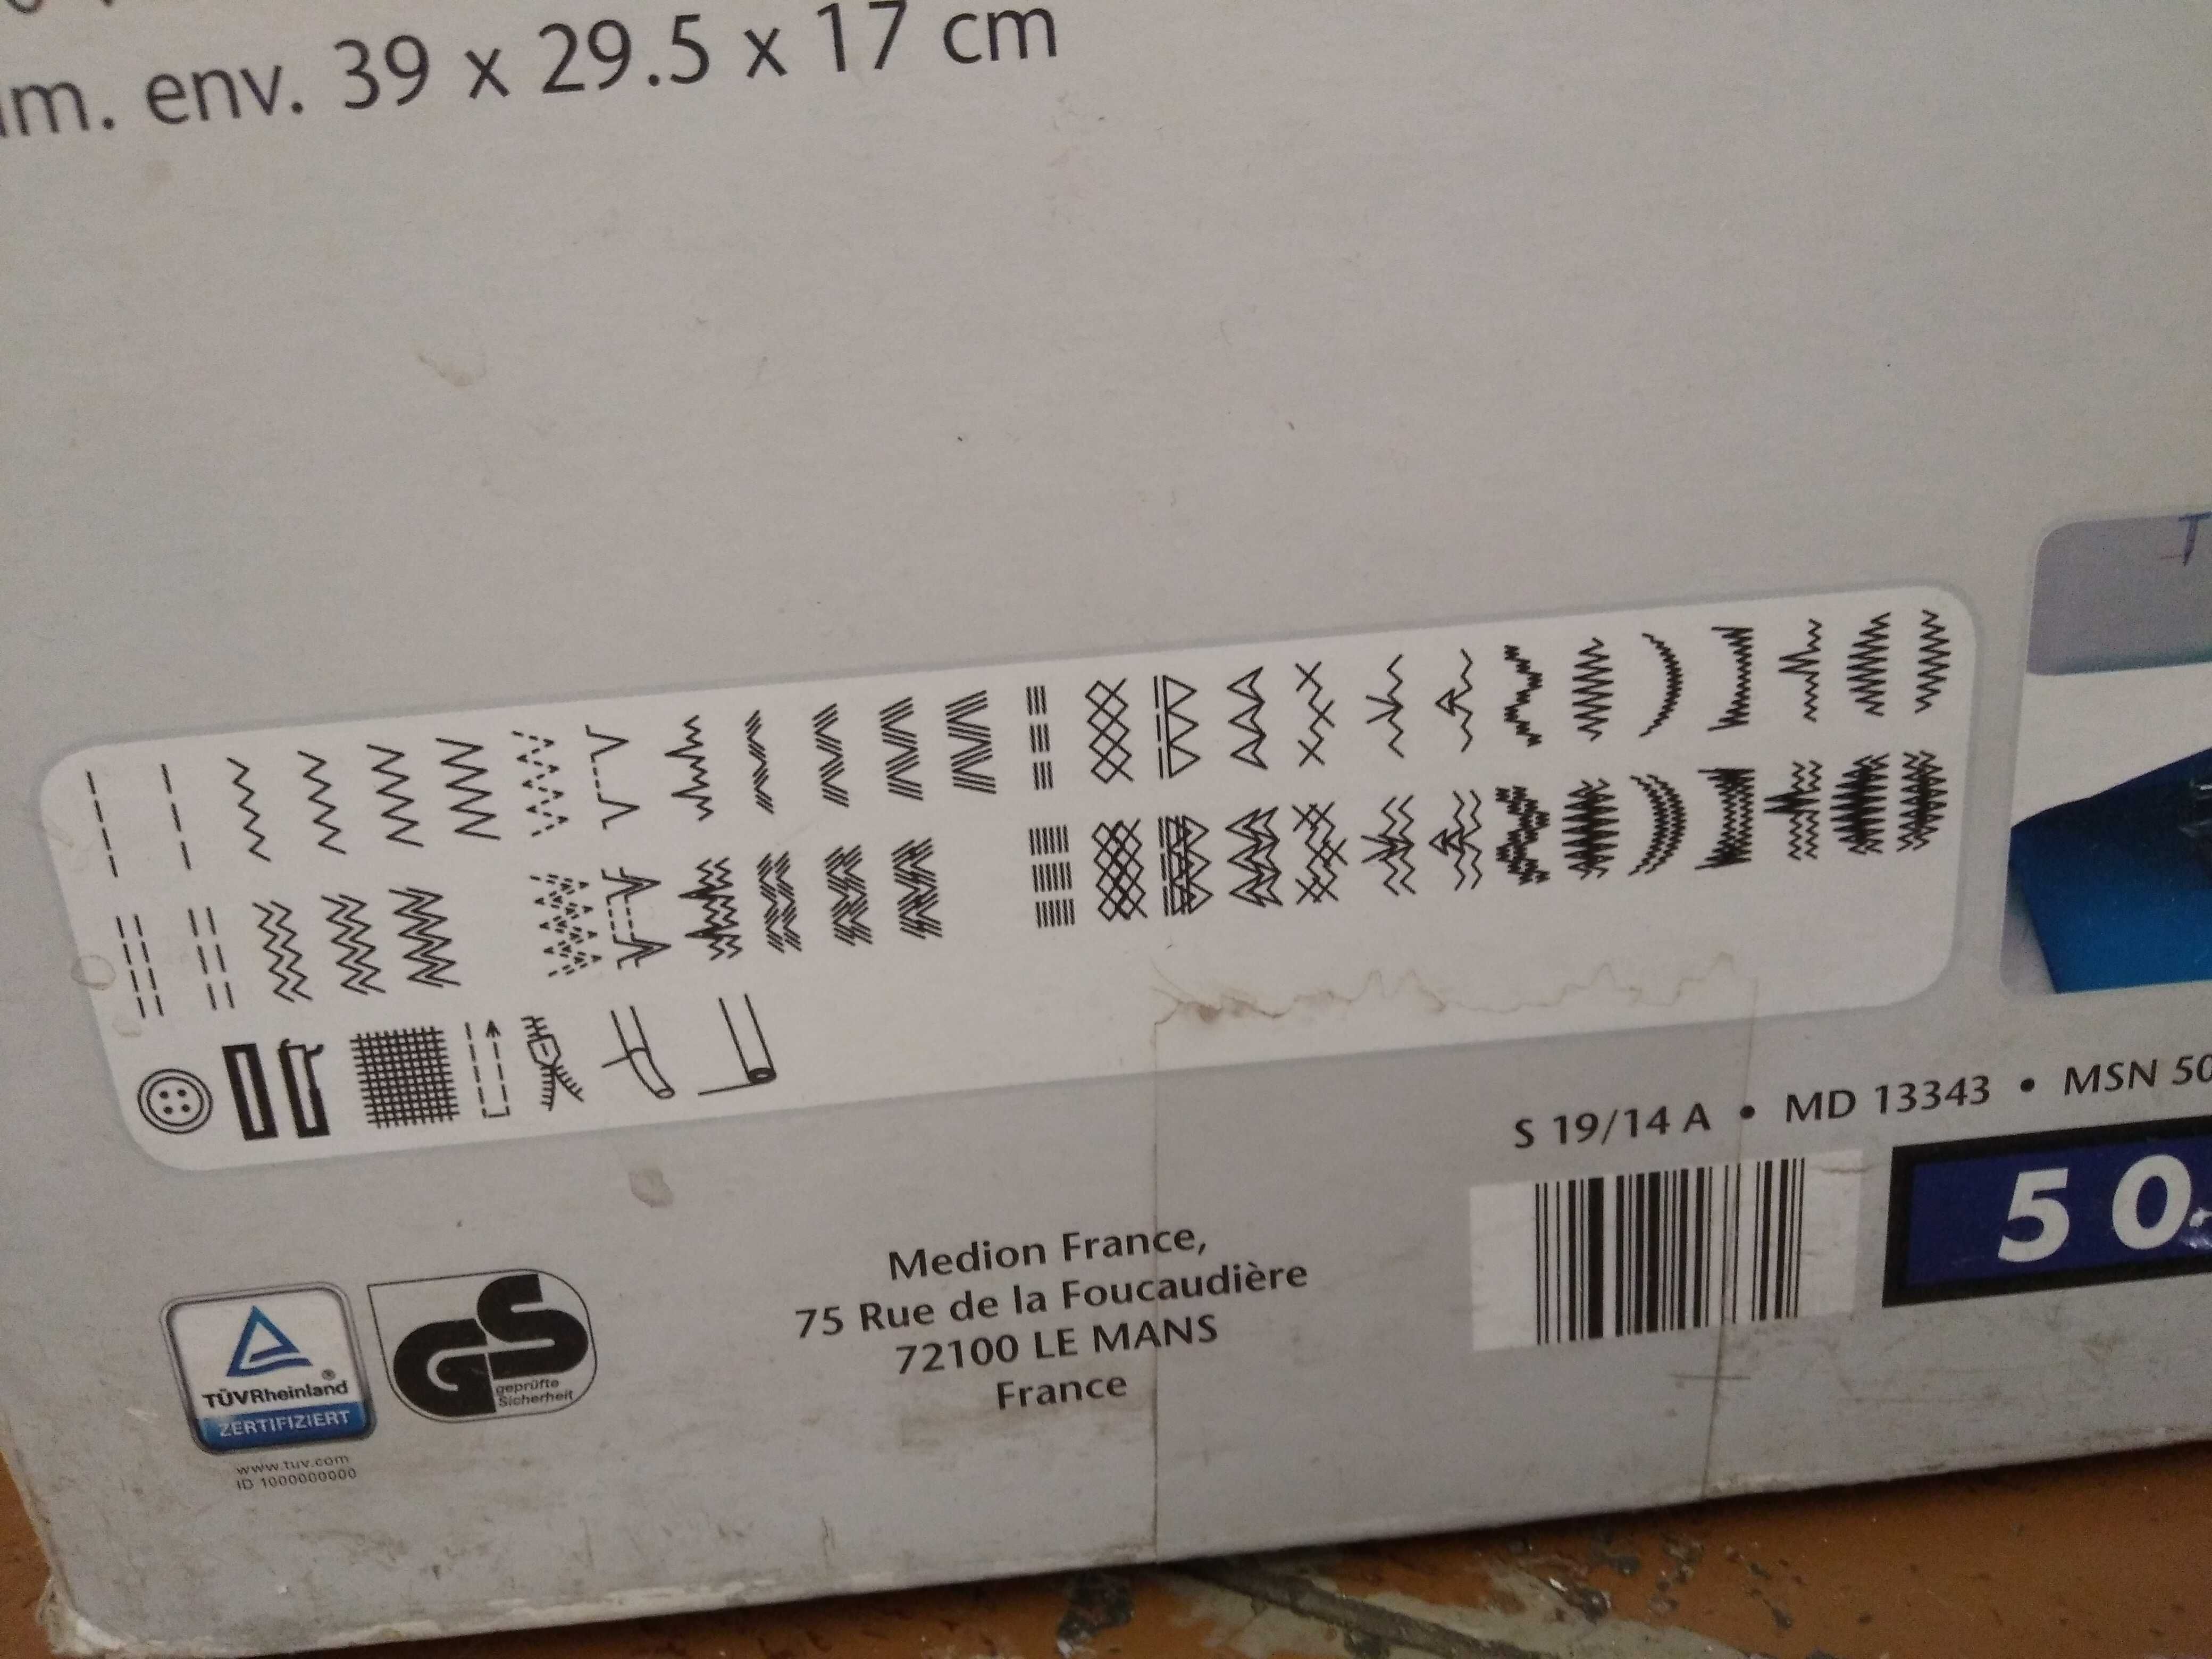 env. 39 x 29.5 x 17 cm
S 19/14 A • MD 13343 • MSN
50
Medion France,
75 Rue de la Foucaudière
72100 LE MANS
France
TÜVRheinland®
ZERTIFIZIERT
www.tuv.com
ID 1000000000
GS
geprüfte
Sicherheit